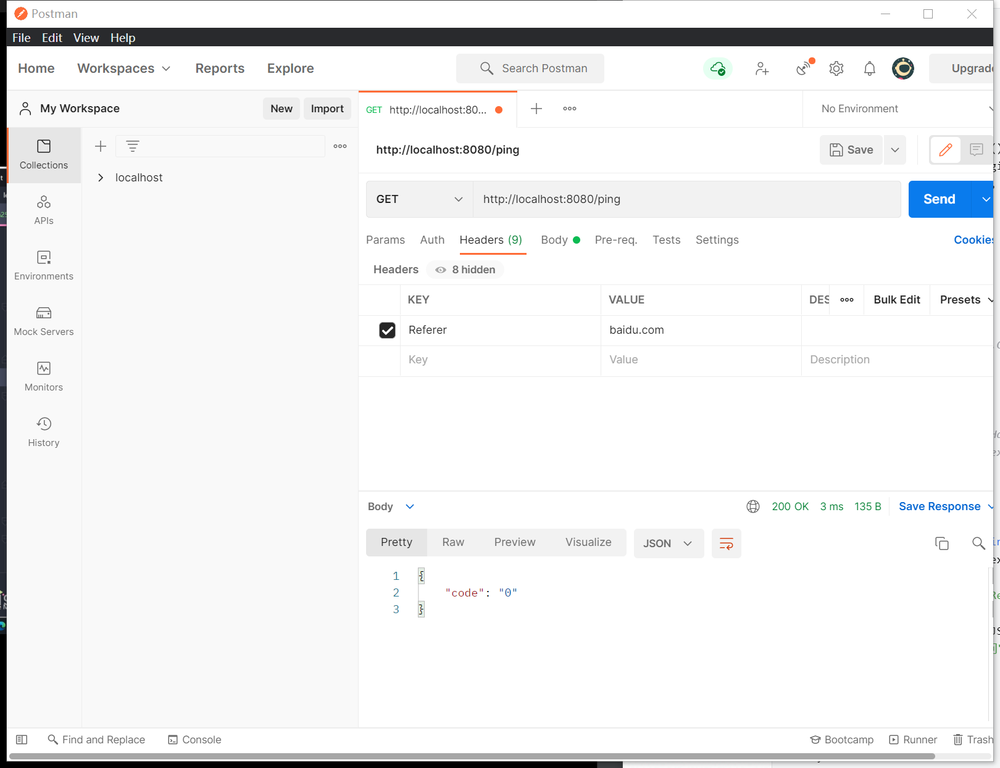 Postman
File Edit View Help
Home Workspaces Reports Explore Search Postman
My Workspace New Import GET http://localhost:80... No Environment
Collections
localhost
http://localhost:8080/ping Save
GET http://localhost:8080/ping Send
APIs
Params Auth Headers (9) Body Pre-req. Tests Settings Cookies
Environments
Headers 8 hidden
KEY VALUE DES Bulk Edit Presets
Mock Servers
Referer baidu.com
Key Value Description
Monitors
History
Body 200 OK 3 ms 135 B Save Response
Pretty Raw Preview Visualize JSON
1 {
2 "code": "0"
3 }
Find and Replace Console Bootcamp Runner Trash